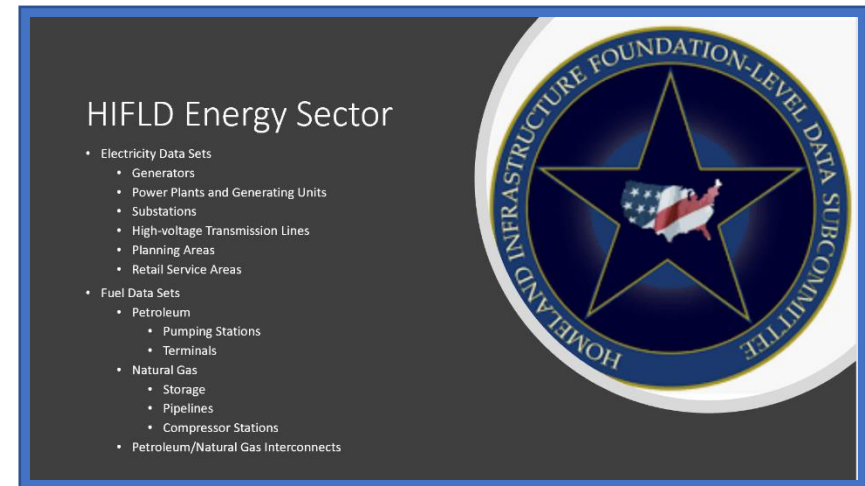 HIFLD Energy Sector
• Electricity Data Sets
• Generators
• Power Plants and Generating Units
• Substations
• High-voltage Transmission Lines
• Planning Areas
• Retail Service Areas
• Fuel Data Sets
• Petroleum
• Pumping Stations
• Terminals
• Natural Gas
• Storage
• Pipelines
• Compressor Stations
• Petroleum/Natural Gas Interconnects
HOMELAND INFRASTRUCTURE FOUNDATION-LEVEL DATA SUBCOMMITTEE